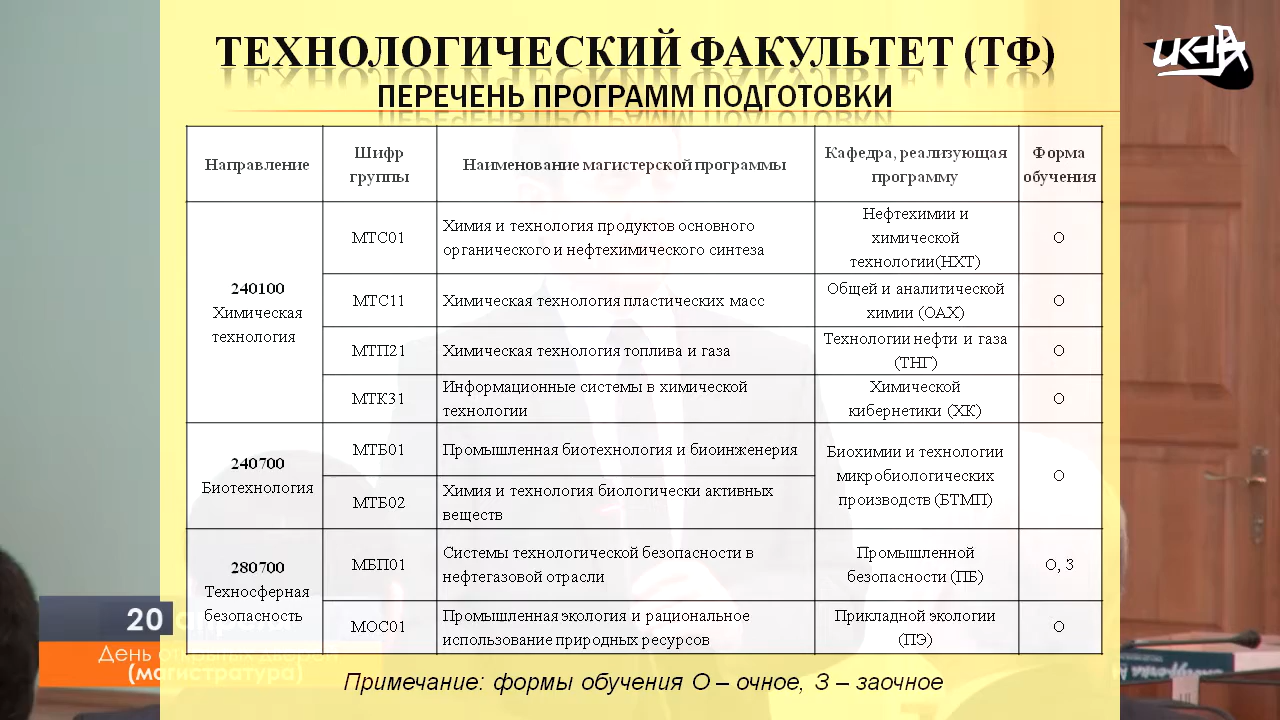 ТЕХНОЛОГИЧЕСКИЙ ФАКУЛЬТЕТ (ТФ)
ПЕРЕЧЕНЬ ПРОГРАММ ПОДГОТОВКИ
Направление
Шифр
группы
Наименование магистерской программы
Кафедра, реализующая
программу
Форма
обучения
240100
Химическая
технология
МТС01
Химия и технология продуктов основного
органического и нефтехимического синтеза
Нефтехимии и
химической
технологии(НХТ)
О
МТС11
Химическая технология пластических масс
Общей и аналитической
химии (ОАХ)
О
МТП21
Химическая технология топлива и газа
Технологии нефти и газа
(ТНГ)
О
МТК31
Информационные системы в химической
технологии
Химической
кибернетики (ХК)
О
240700
Биотехнология
МТБ01
Промышленная биотехнология и биоинженерия
Биохимии и технологии
микробиологических
производств (БТМП)
О
МТБ02
Химия и технология биологически активных
веществ
280700
Техносферная
безопасность
МБП01
Системы технологической безопасности в
нефтегазовой отрасли
Промышленной
безопасности (ПБ)
О, З
МОС01
Промышленная экология и рациональное
использование природных ресурсов
Прикладной экологии
(ПЭ)
О
Примечание: формы обучения О – очное, З – заочное
20 апреля
День открытых дверей
(магистратура)